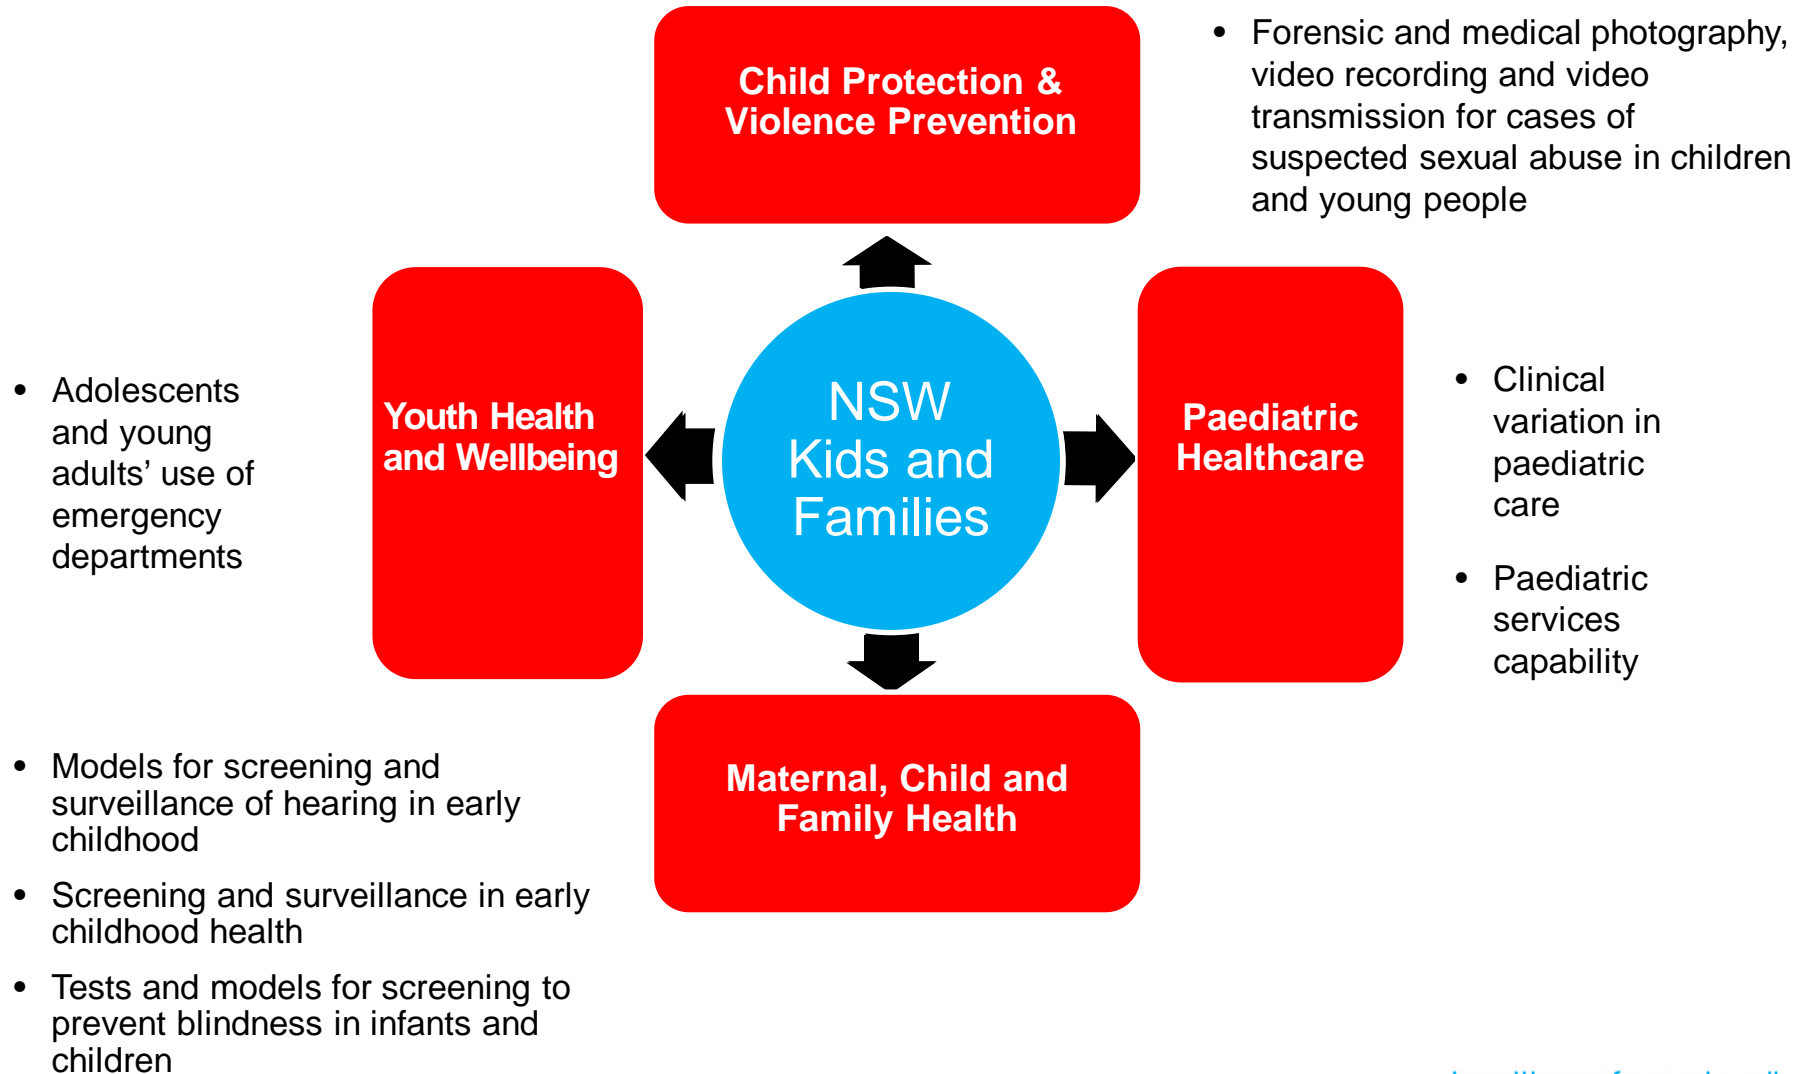 Child Protection &
Violence Prevention
• Forensic and medical photography,
video recording and video
transmission for cases of
suspected sexual abuse in children
and young people
• Adolescents
and young
adults’ use of
emergency
departments
Youth Health
and Wellbeing
NSW
Kids and
Families
Paediatric
Healthcare
• Clinical
variation in
paediatric
care
• Paediatric
services
capability
Maternal, Child and
Family Health
• Models for screening and
surveillance of hearing in early
childhood
• Screening and surveillance in early
childhood health
• Tests and models for screening to
prevent blindness in infants and
children